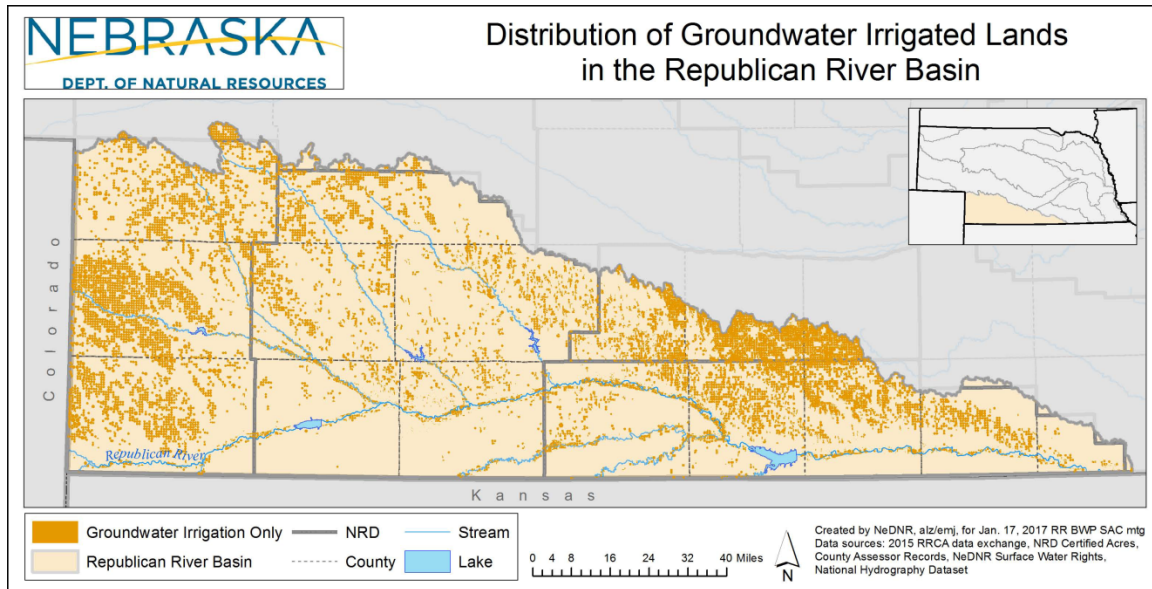 NEBRASKA
DEPT. OF NATURAL RESOURCES
Distribution of Groundwater Irrigated Lands
in the Republican River Basin
Colorado
Republican River
Kansas
Groundwater Irrigation Only
Republican River Basin
NRD
County
Stream
Lake
0 4 8 16 24 32 40 Miles
N
Created by NeDNR, alz/emj, for Jan. 17, 2017 RR BWP SAC mtg
Data sources: 2015 RRCA data exchange, NRD Certified Acres,
County Assessor Records, NeDNR Surface Water Rights,
National Hydrography Dataset